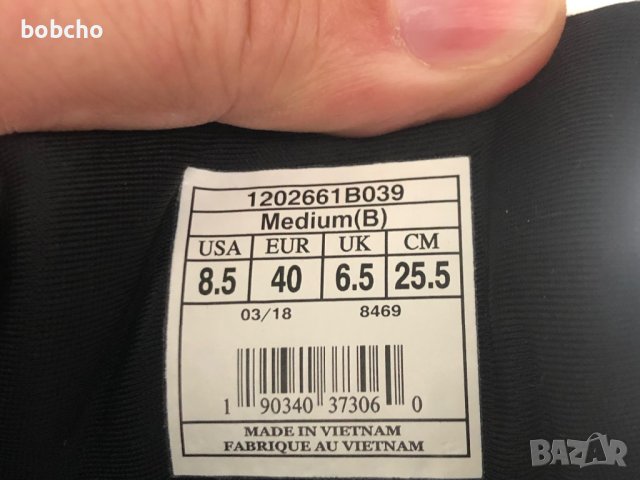 bobcho
1202661B039
Medium(B)
USA EUR UK CM
8.5 40 6.5 25.5
03/18 8469
1 90340 37306 0
MADE IN VIETNAM
FABRIQUE AU VIETNAM
BAZAR